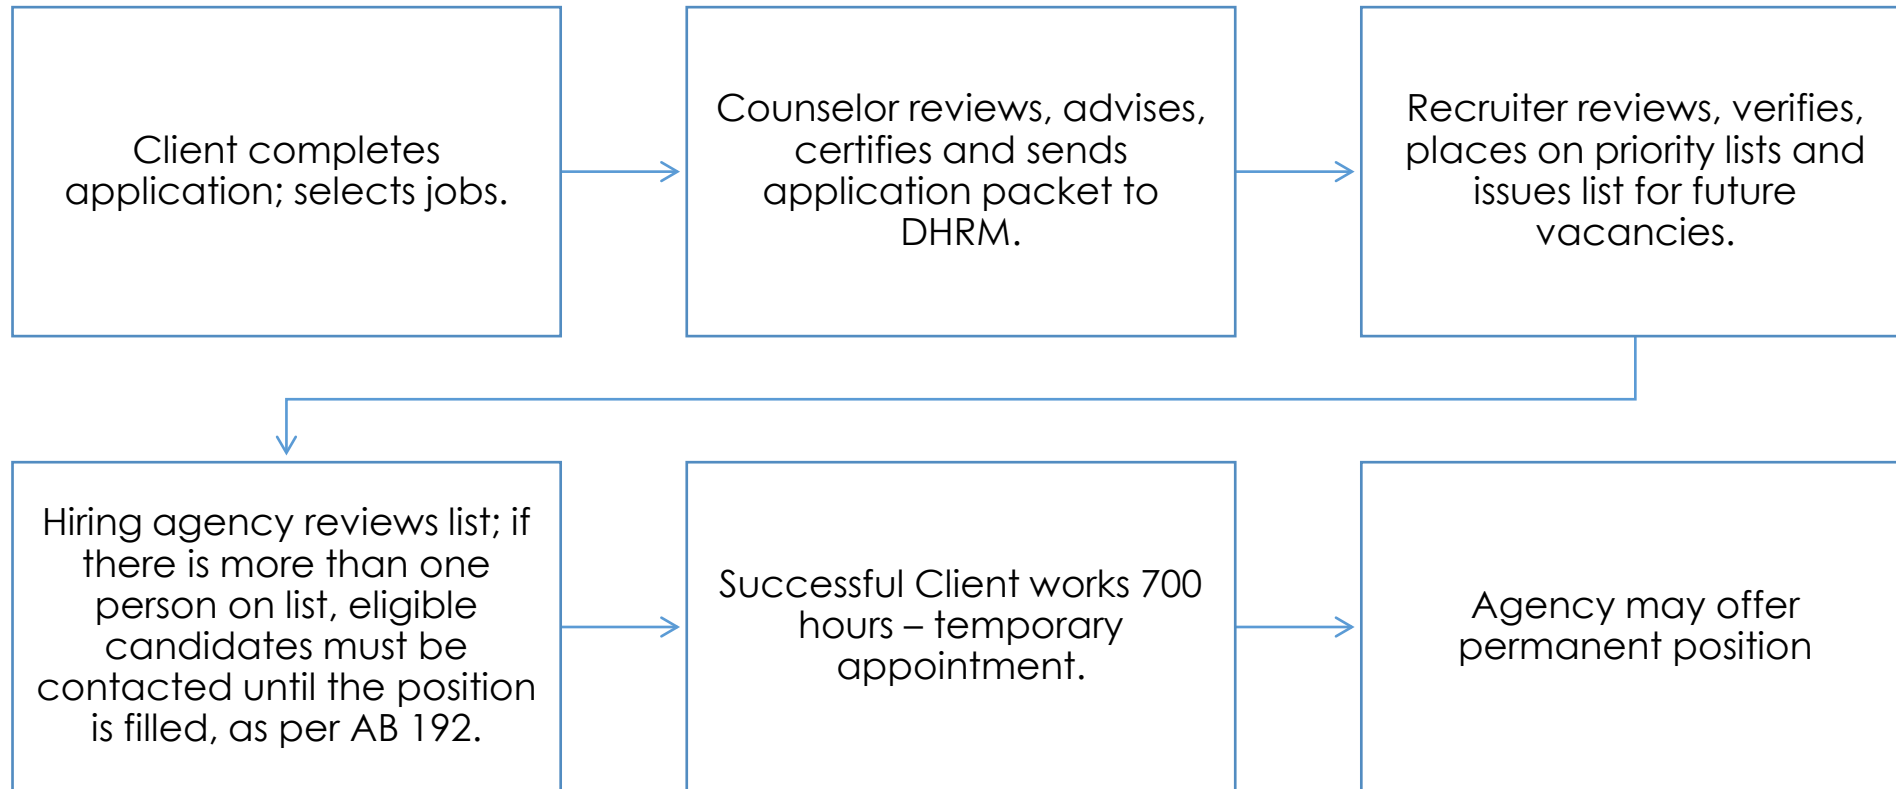 Client completes
application; selects jobs.
Counselor reviews, advises,
certifies and sends
application packet to
DHRM.
Recruiter reviews, verifies,
places on priority lists and
issues list for future
vacancies.
Hiring agency reviews list; if
there is more than one
person on list, eligible
candidates must be
contacted until the position
is filled, as per AB 192.
Successful Client works 700
hours – temporary
appointment.
Agency may offer
permanent position